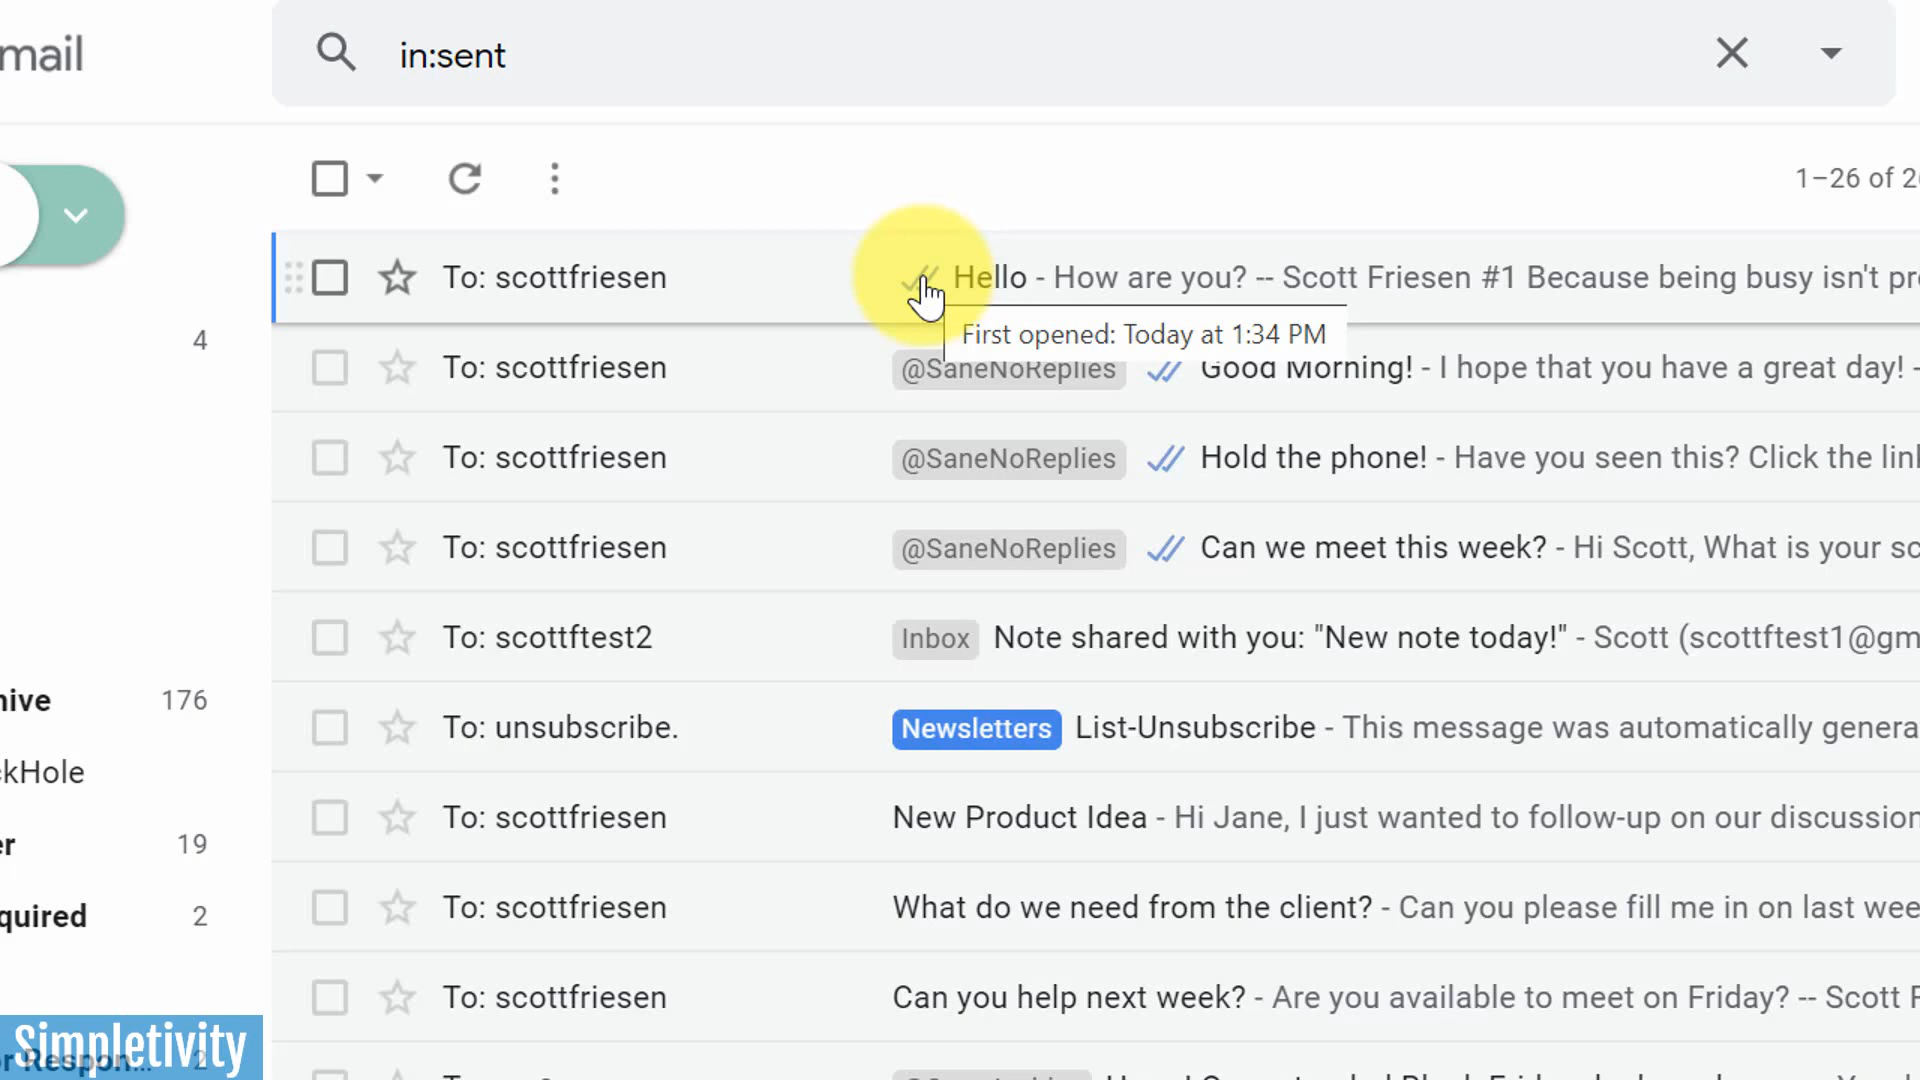 mail
in:sent
1–26 of 2
To: scottfriesen Hello - How are you? -- Scott Friesen #1 Because being busy isn't pr
First opened: Today at 1:34 PM
4
To: scottfriesen @SaneNoReplies Good Morning! - I hope that you have a great day! -
To: scottfriesen @SaneNoReplies Hold the phone! - Have you seen this? Click the link
To: scottfriesen @SaneNoReplies Can we meet this week? - Hi Scott, What is your sc
To: scottftest2 Inbox Note shared with you: "New note today!" - Scott (scottftest1@gm
hive 176
To: unsubscribe. Newsletters List-Unsubscribe - This message was automatically genera
ckHole
To: scottfriesen New Product Idea - Hi Jane, I just wanted to follow-up on our discussion
er 19
To: scottfriesen What do we need from the client? - Can you please fill me in on last wee
quired 2
To: scottfriesen Can you help next week? - Are you available to meet on Friday? -- Scott F
Simpletivity
r Respon... 2